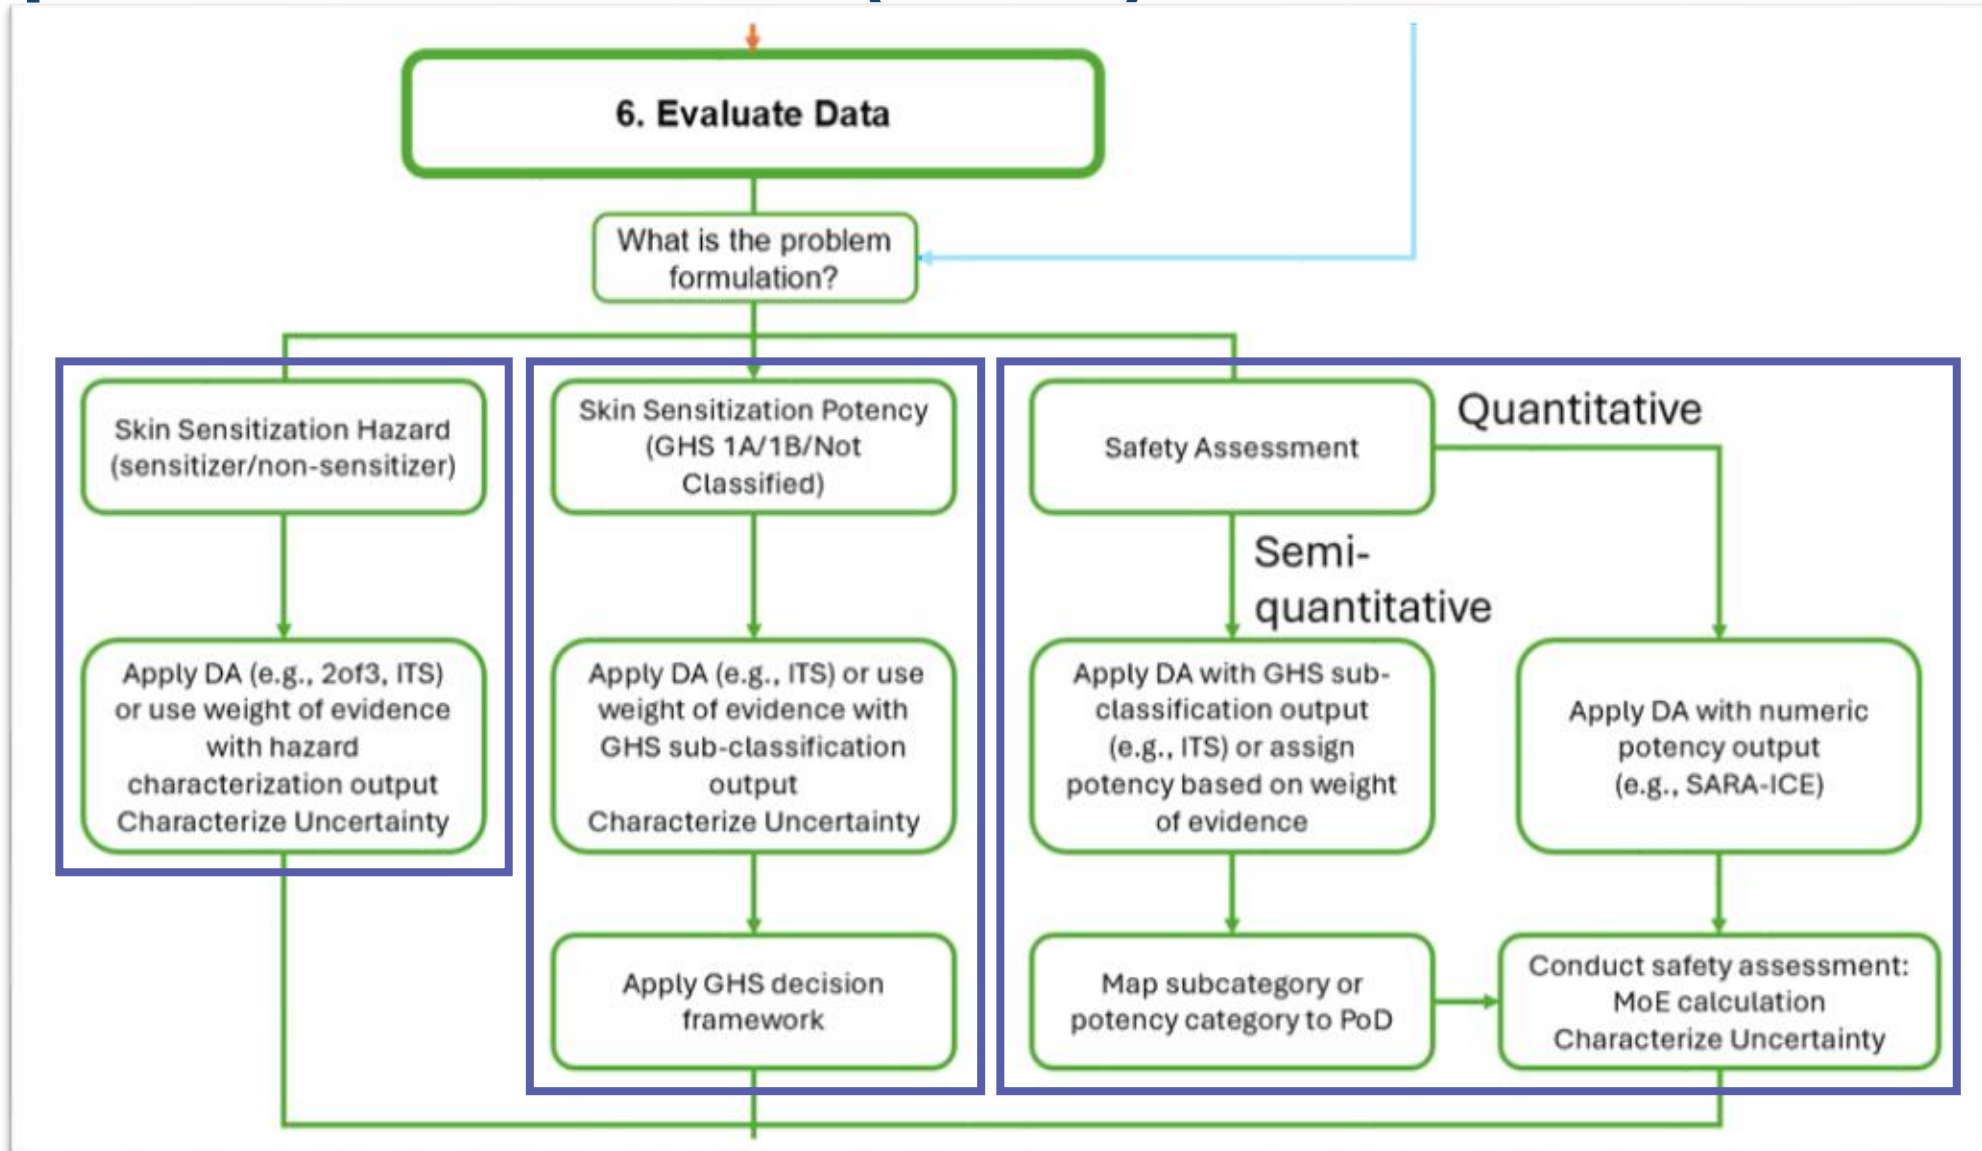 6. Evaluate Data
What is the problem
formulation?
Skin Sensitization Hazard
(sensitizer/non-sensitizer)
Skin Sensitization Potency
(GHS 1A/1B/Not
Classified)
Safety Assessment
Quantitative
Semi-
quantitative
Apply DA (e.g., 2of3, ITS)
or use weight of evidence
with hazard
characterization output
Characterize Uncertainty
Apply DA (e.g., ITS) or use
weight of evidence with
GHS sub-classification
output
Characterize Uncertainty
Apply DA with GHS sub-
classification output
(e.g., ITS) or assign
potency based on weight
of evidence
Apply DA with numeric
potency output
(e.g., SARA-ICE)
Apply GHS decision
framework
Map subcategory or
potency category to PoD
Conduct safety assessment:
MoE calculation
Characterize Uncertainty